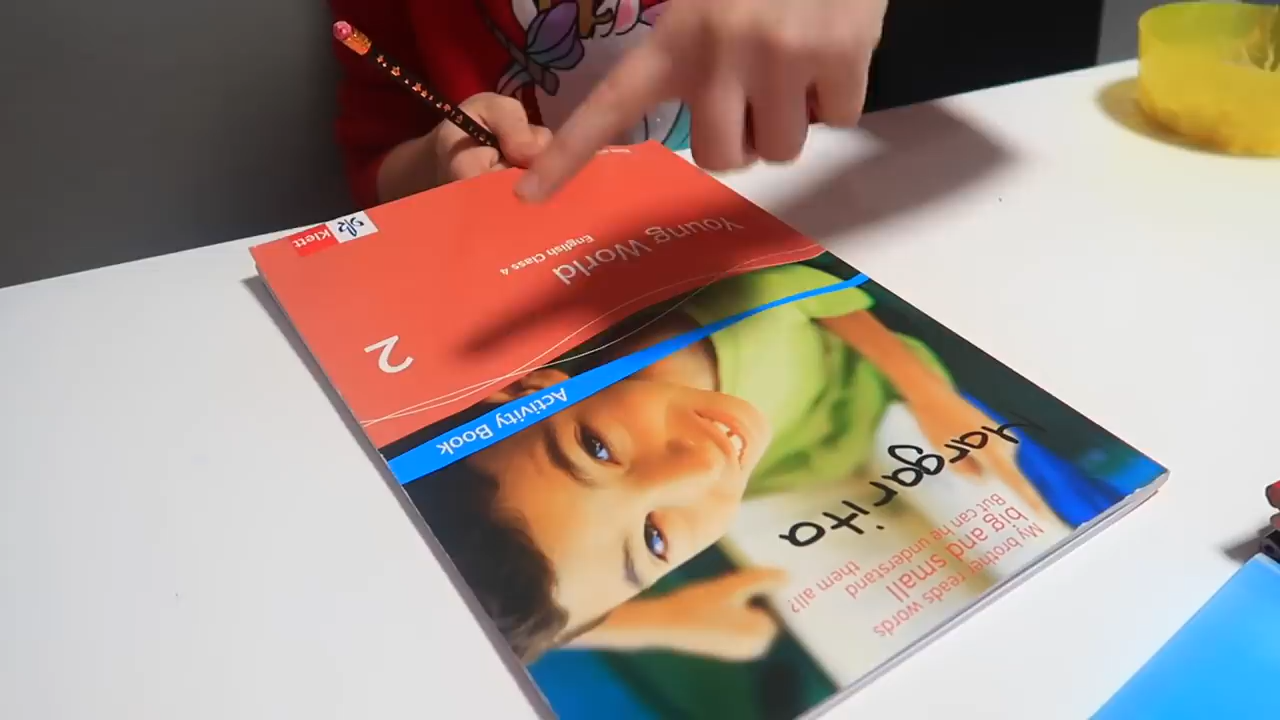 Klett
Young World
English Class 4
2
Activity Book
Margarita
My brother reads words
big and small
But can he understand
them all?